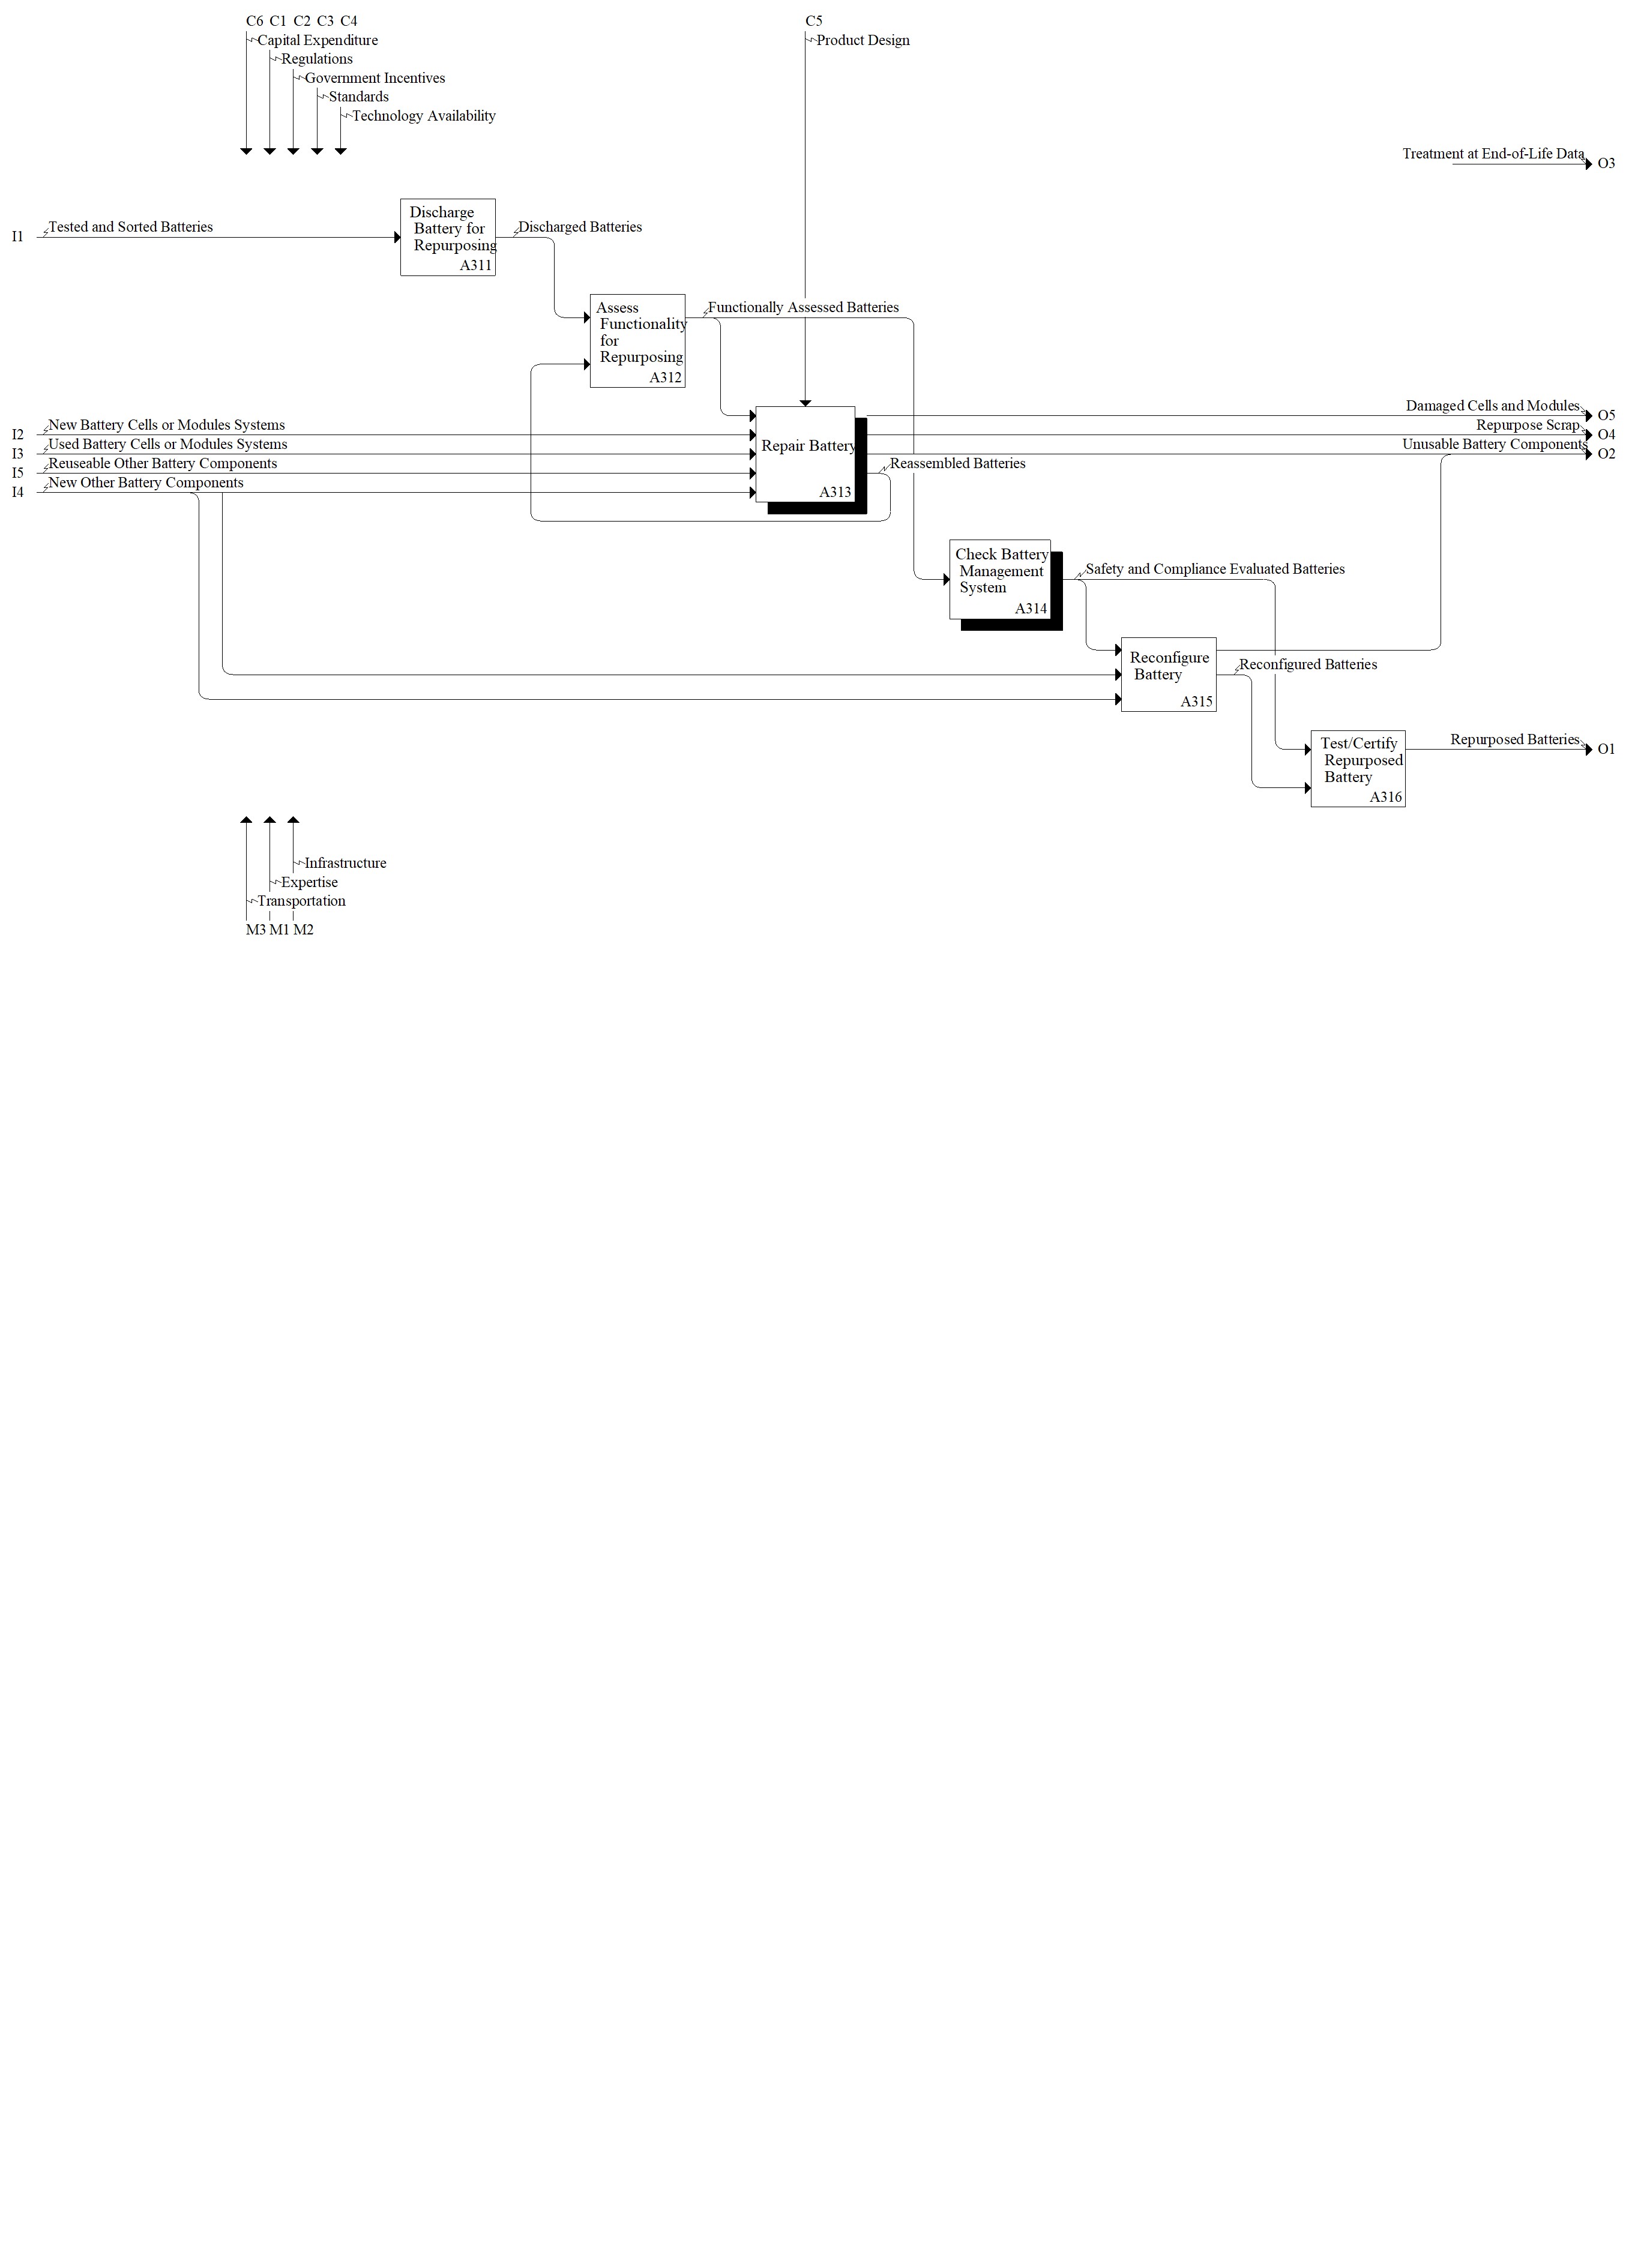 C6 C1 C2 C3 C4
C5
Capital Expenditure
Product Design
Regulations
Government Incentives
Standards
Technology Availability
Treatment at End-of-Life Data
O3
I1
Tested and Sorted Batteries
Discharge
Battery for
Repurposing
A311
Discharged Batteries
Assess
Functionality
for
Repurposing
A312
Functionally Assessed Batteries
I2
New Battery Cells or Modules Systems
I3
Used Battery Cells or Modules Systems
I5
Reuseable Other Battery Components
I4
New Other Battery Components
Repair Battery
A313
Damaged Cells and Modules
O5
Repurpose Scrap
O4
Unusable Battery Components
O2
Reassembled Batteries
Check Battery
Management
System
A314
Safety and Compliance Evaluated Batteries
Reconfigure
Battery
A315
Reconfigured Batteries
Test/Certify
Repurposed
Battery
A316
Repurposed Batteries
O1
Infrastructure
Expertise
Transportation
M3 M1 M2